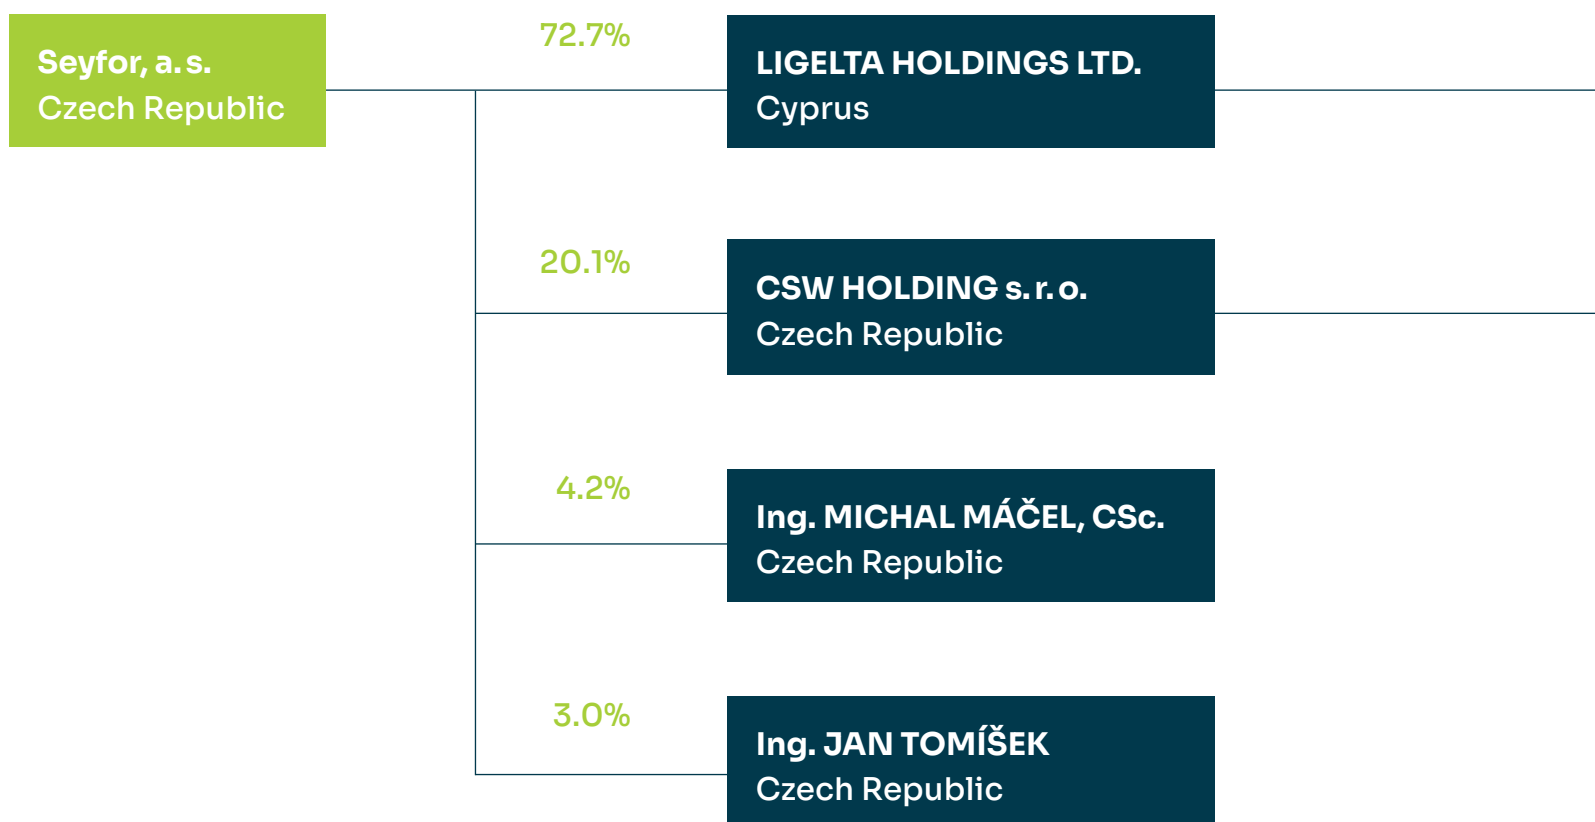 Seyfor, a. s.
Czech Republic
72.7%
LIGELTA HOLDINGS LTD.
Cyprus
20.1%
CSW HOLDING s. r. o.
Czech Republic
4.2%
Ing. MICHAL MÁČEL, CSc.
Czech Republic
3.0%
Ing. JAN TOMÍŠEK
Czech Republic